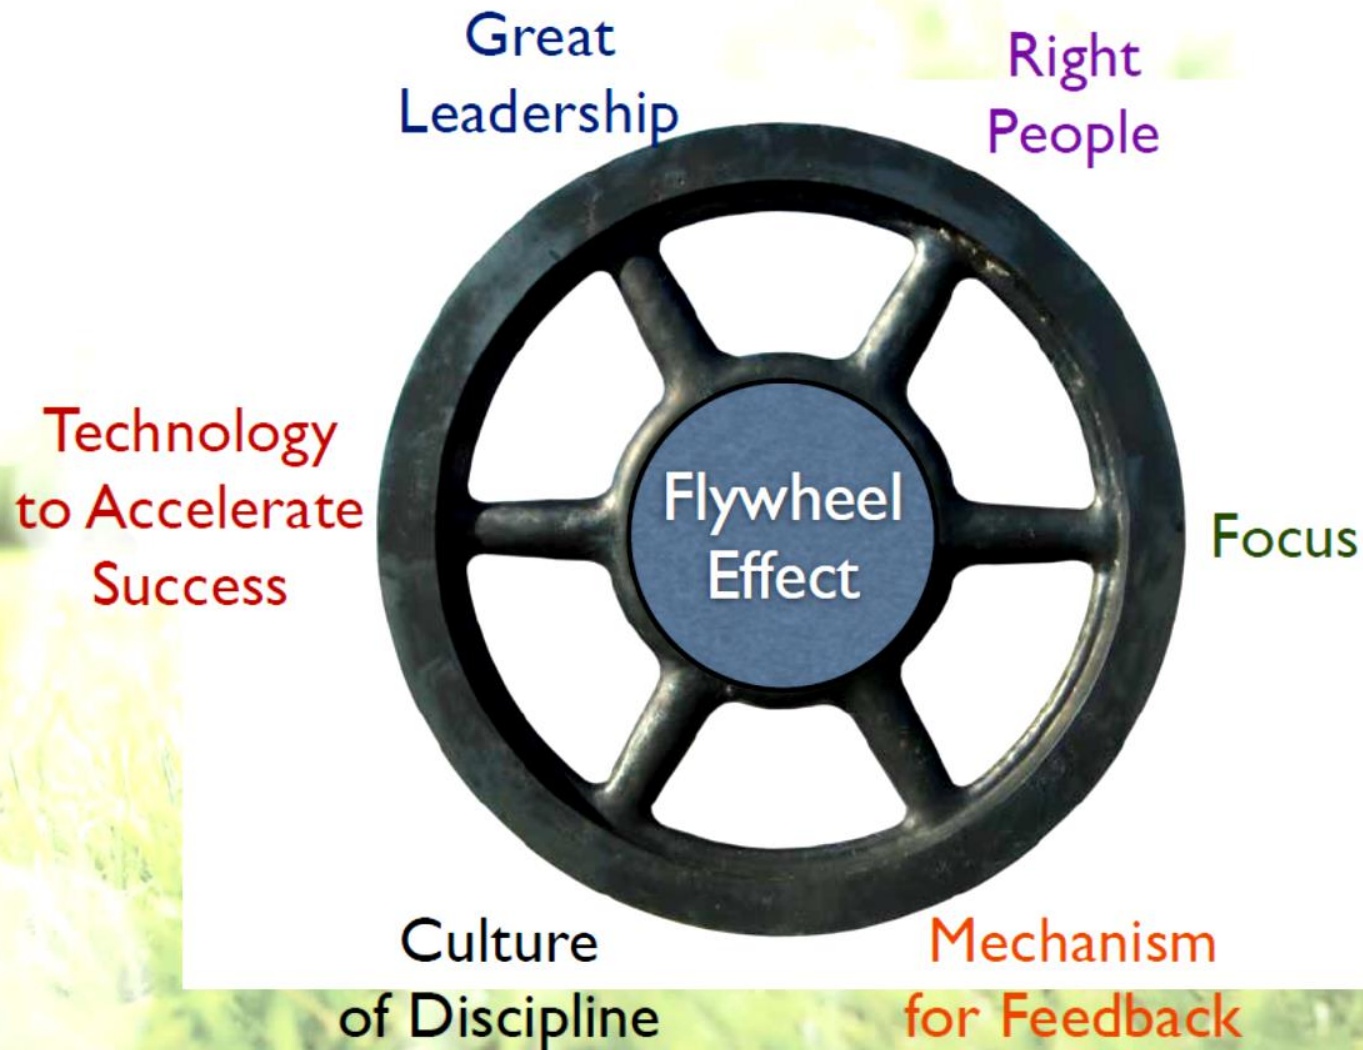 Great
Leadership
Right
People
Technology
to Accelerate
Success
Flywheel
Effect
Focus
Culture
of Discipline
Mechanism
for Feedback